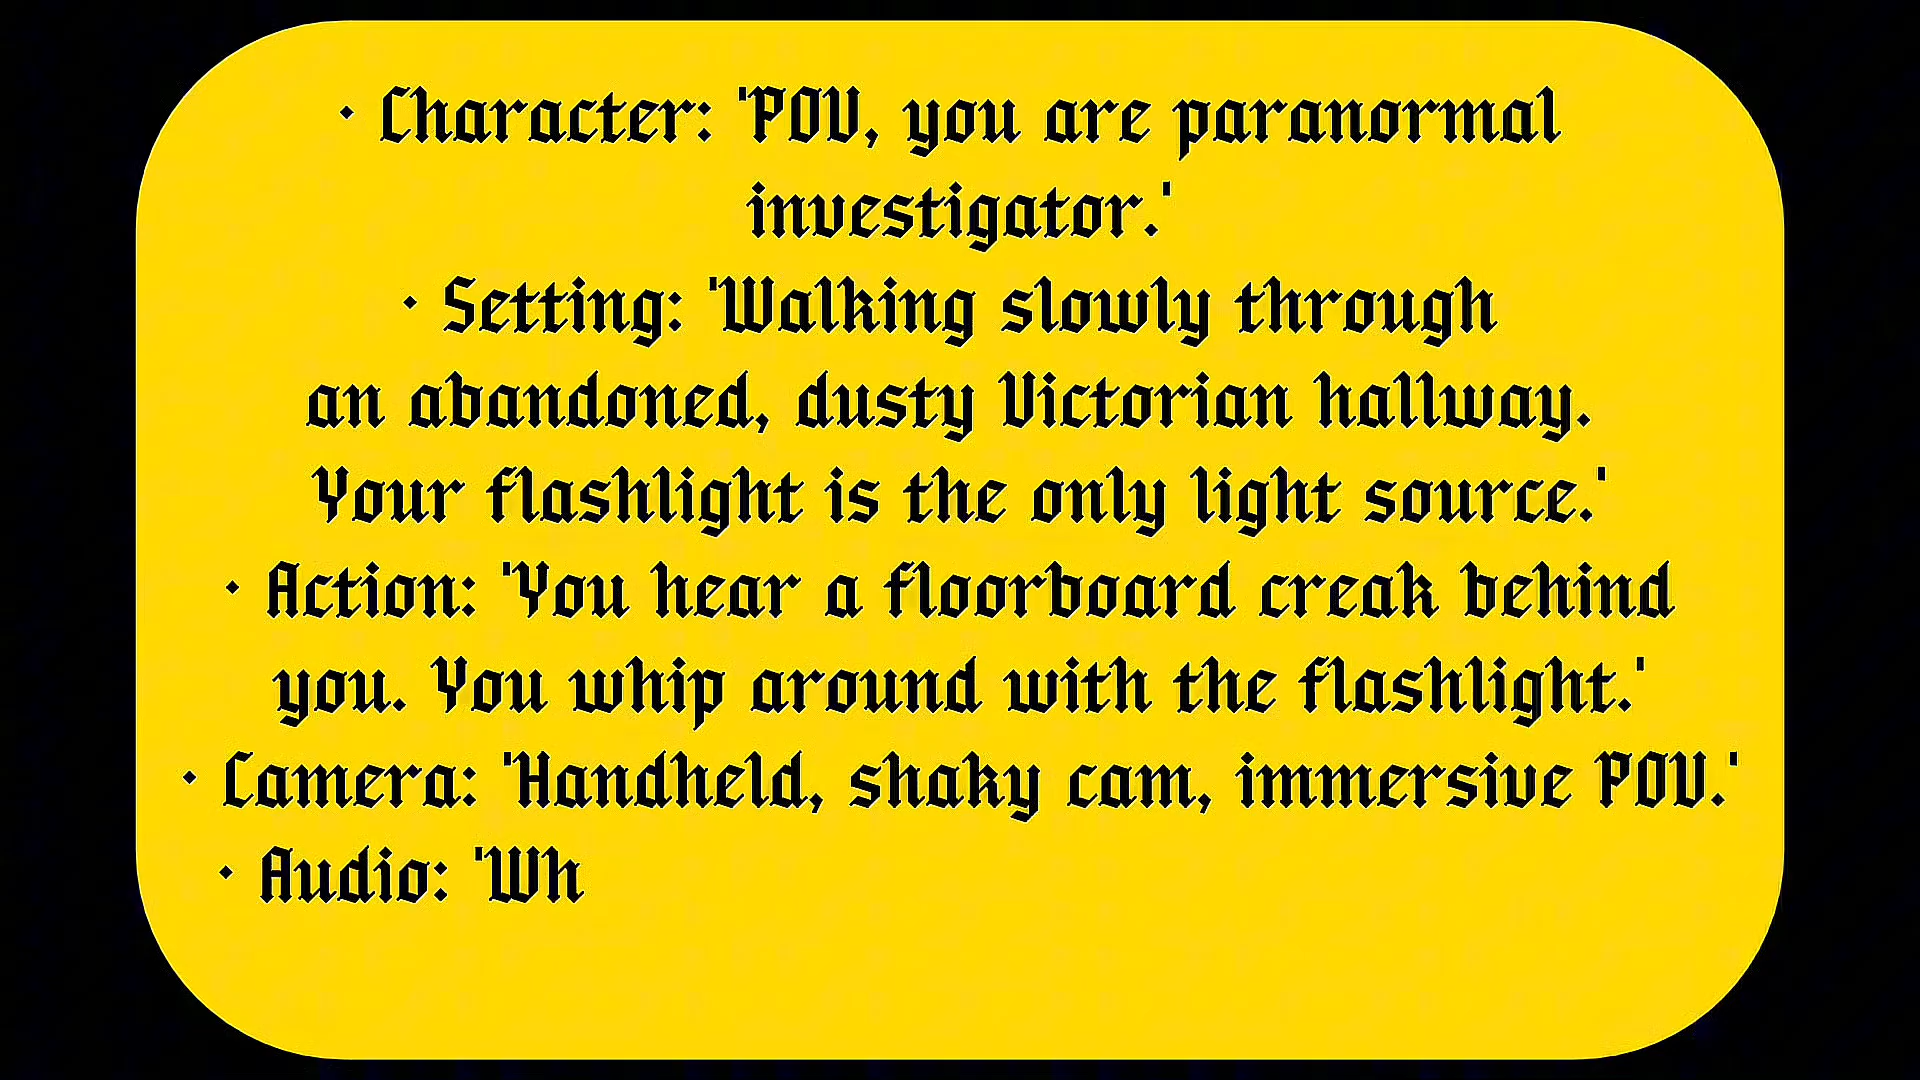 · Character: 'POV, you are paranormal
investigator.'
· Setting: 'Walking slowly through
an abandoned, dusty Victorian hallway.
Your flashlight is the only light source.'
· Action: 'You hear a floorboard creak behind
you. You whip around with the flashlight.'
· Camera: 'Handheld, shaky cam, immersive POV.'
· Audio: 'Wh